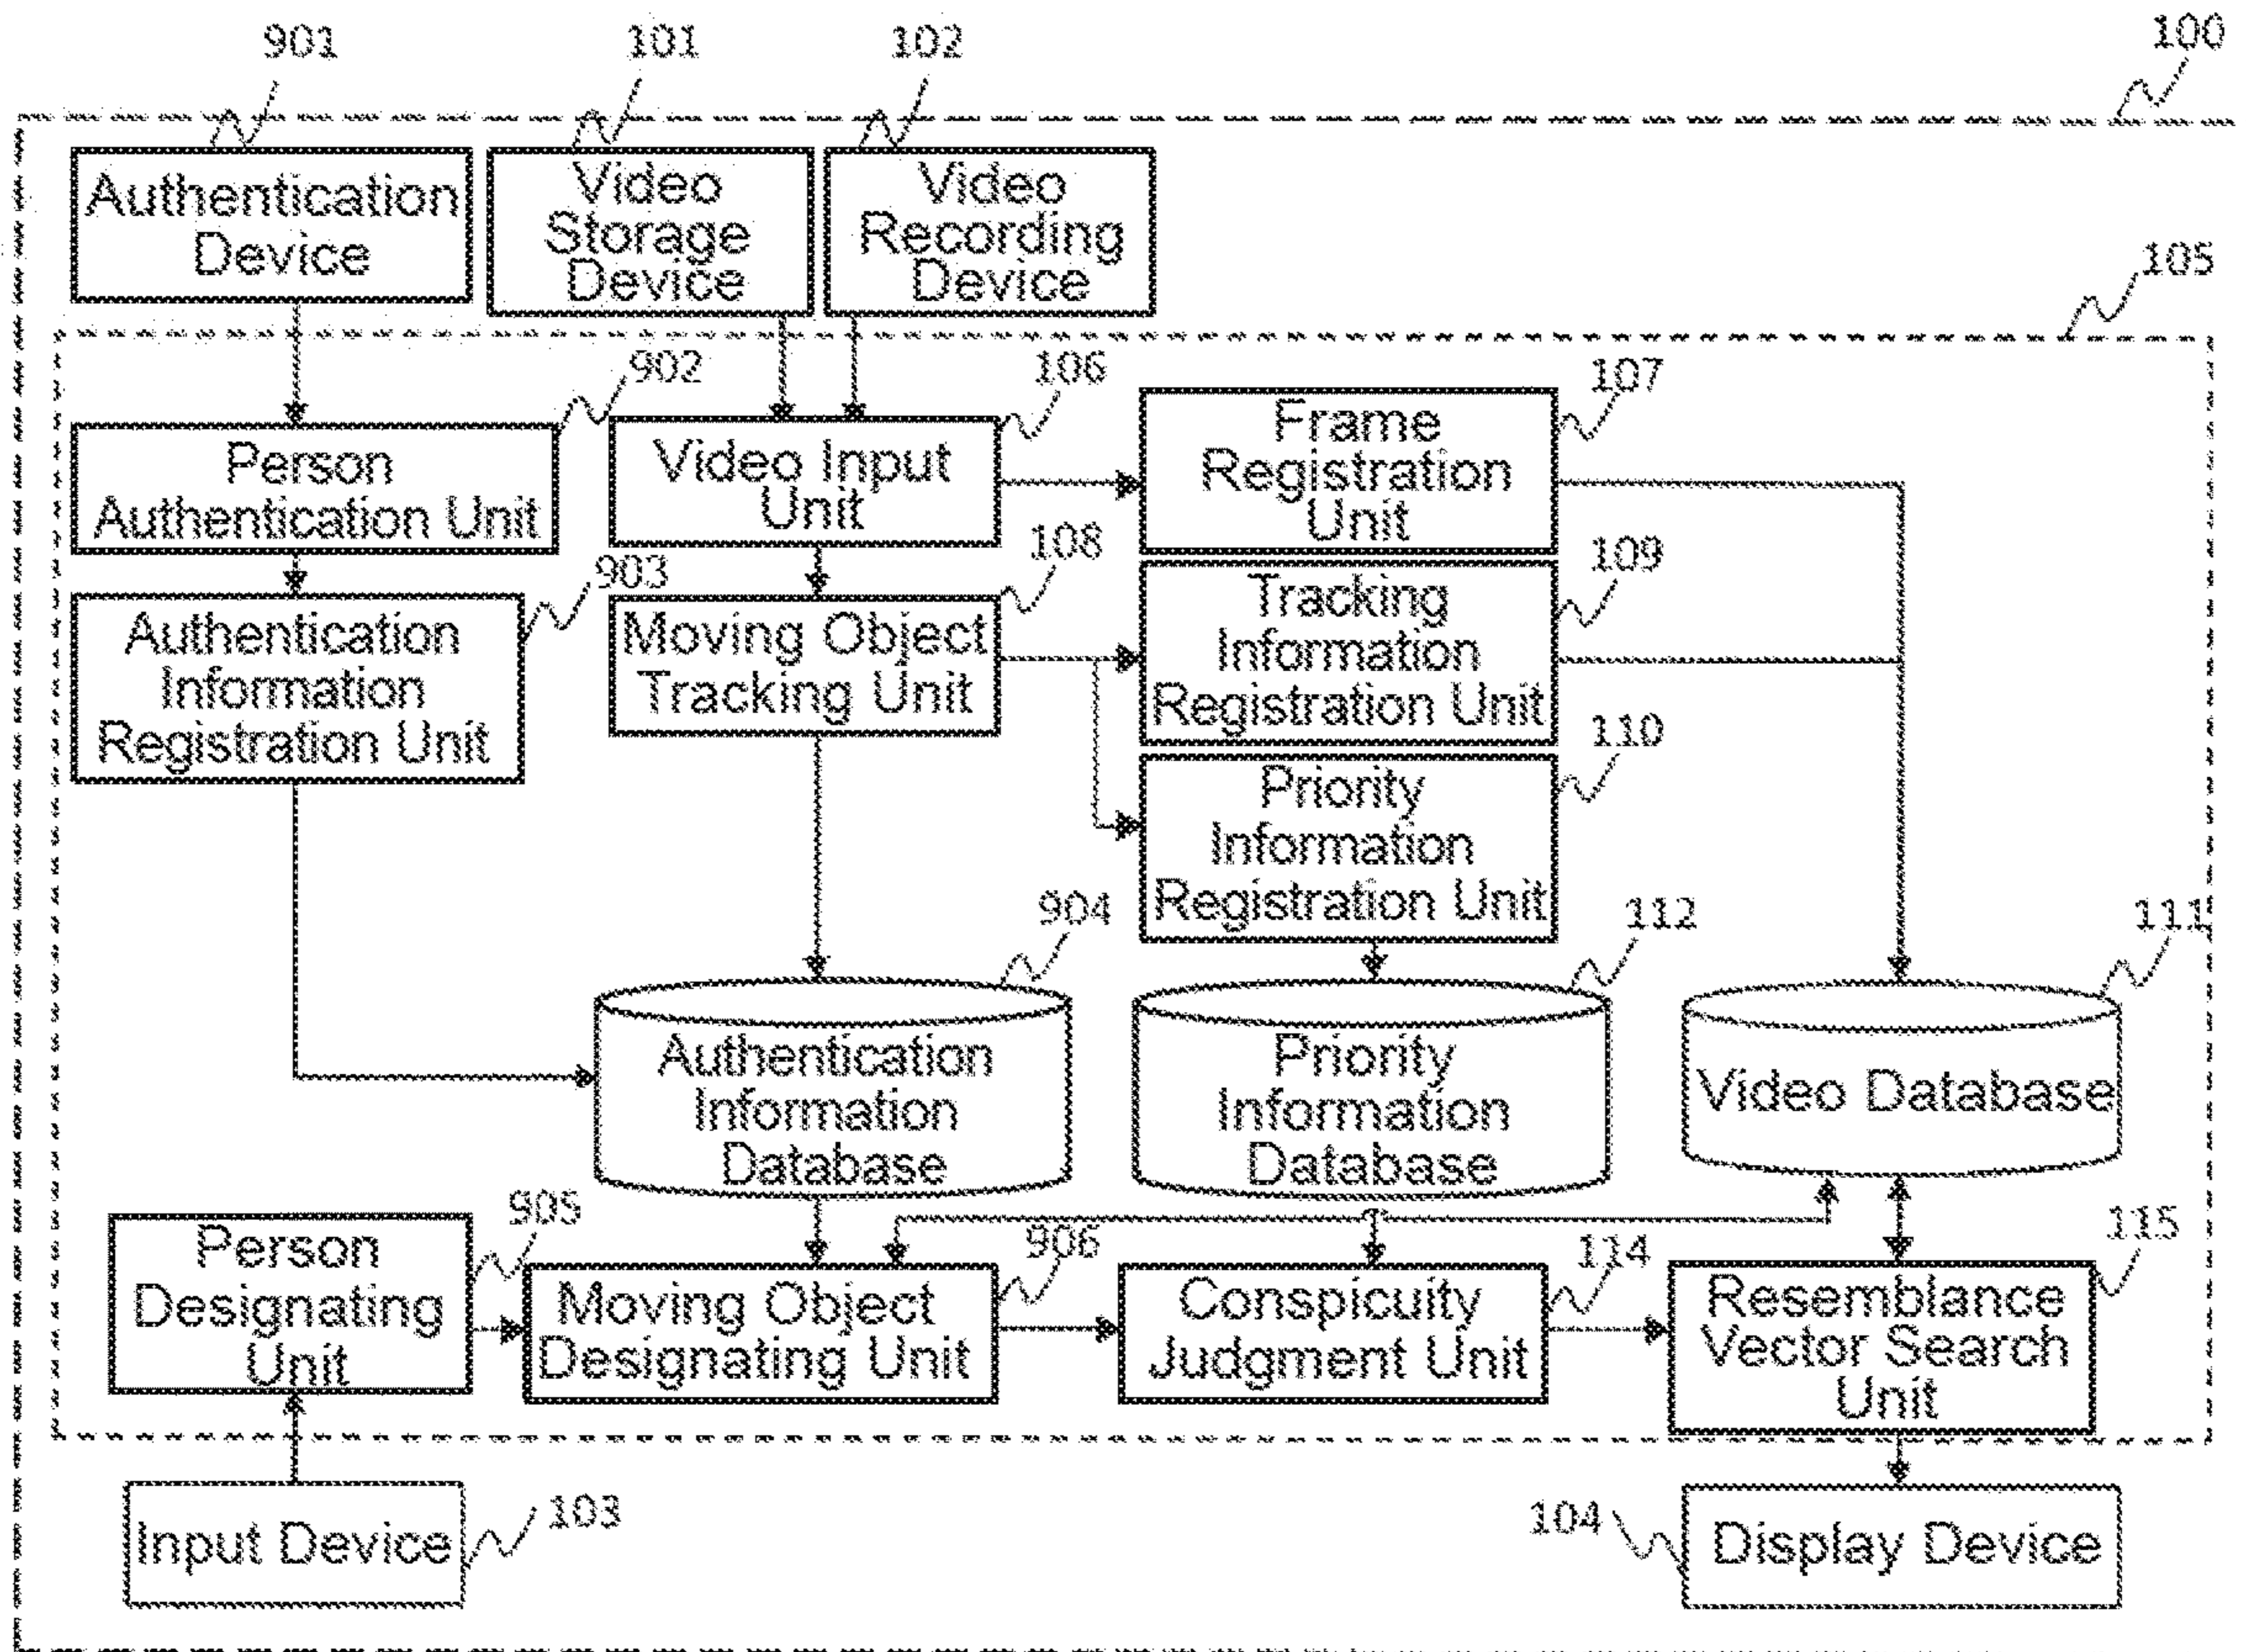 901
101
102
100
Authentication
Device
Video
Storage
Device
Video
Recording
Device
105
902
106
107
Person
Authentication Unit
Video Input
Unit
Frame
Registration
Unit
903
108
109
Authentication
Information
Registration Unit
Moving Object
Tracking Unit
Tracking
Information
Registration Unit
110
Priority
Information
Registration Unit
904
112
111
Authentication
Information
Database
Priority
Information
Database
Video Database
905
906
114
115
Person
Designating
Unit
Moving Object
Designating Unit
Conspicuity
Judgment Unit
Resemblance
Vector Search
Unit
Input Device
103
104
Display Device